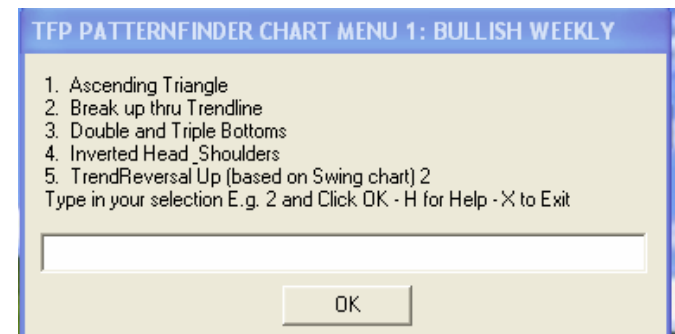 TFP PATTERNFINDER CHART MENU 1: BULLISH WEEKLY
1. Ascending Triangle
2. Break up thru Trendline
3. Double and Triple Bottoms
4. Inverted Head_Shoulders
5. TrendReversal Up (based on Swing chart) 2
Type in your selection E.g. 2 and Click OK - H for Help - X to Exit
OK